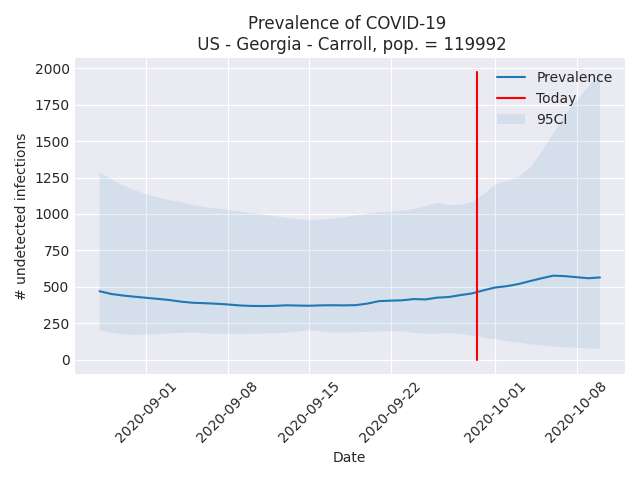 Prevalence of COVID-19
US - Georgia - Carroll, pop. = 119992
Prevalence
Today
95CI
# undetected infections
2000
1750
1500
1250
1000
750
500
250
0
2020-09-01
2020-09-08
2020-09-15
2020-09-22
2020-10-01
2020-10-08
Date